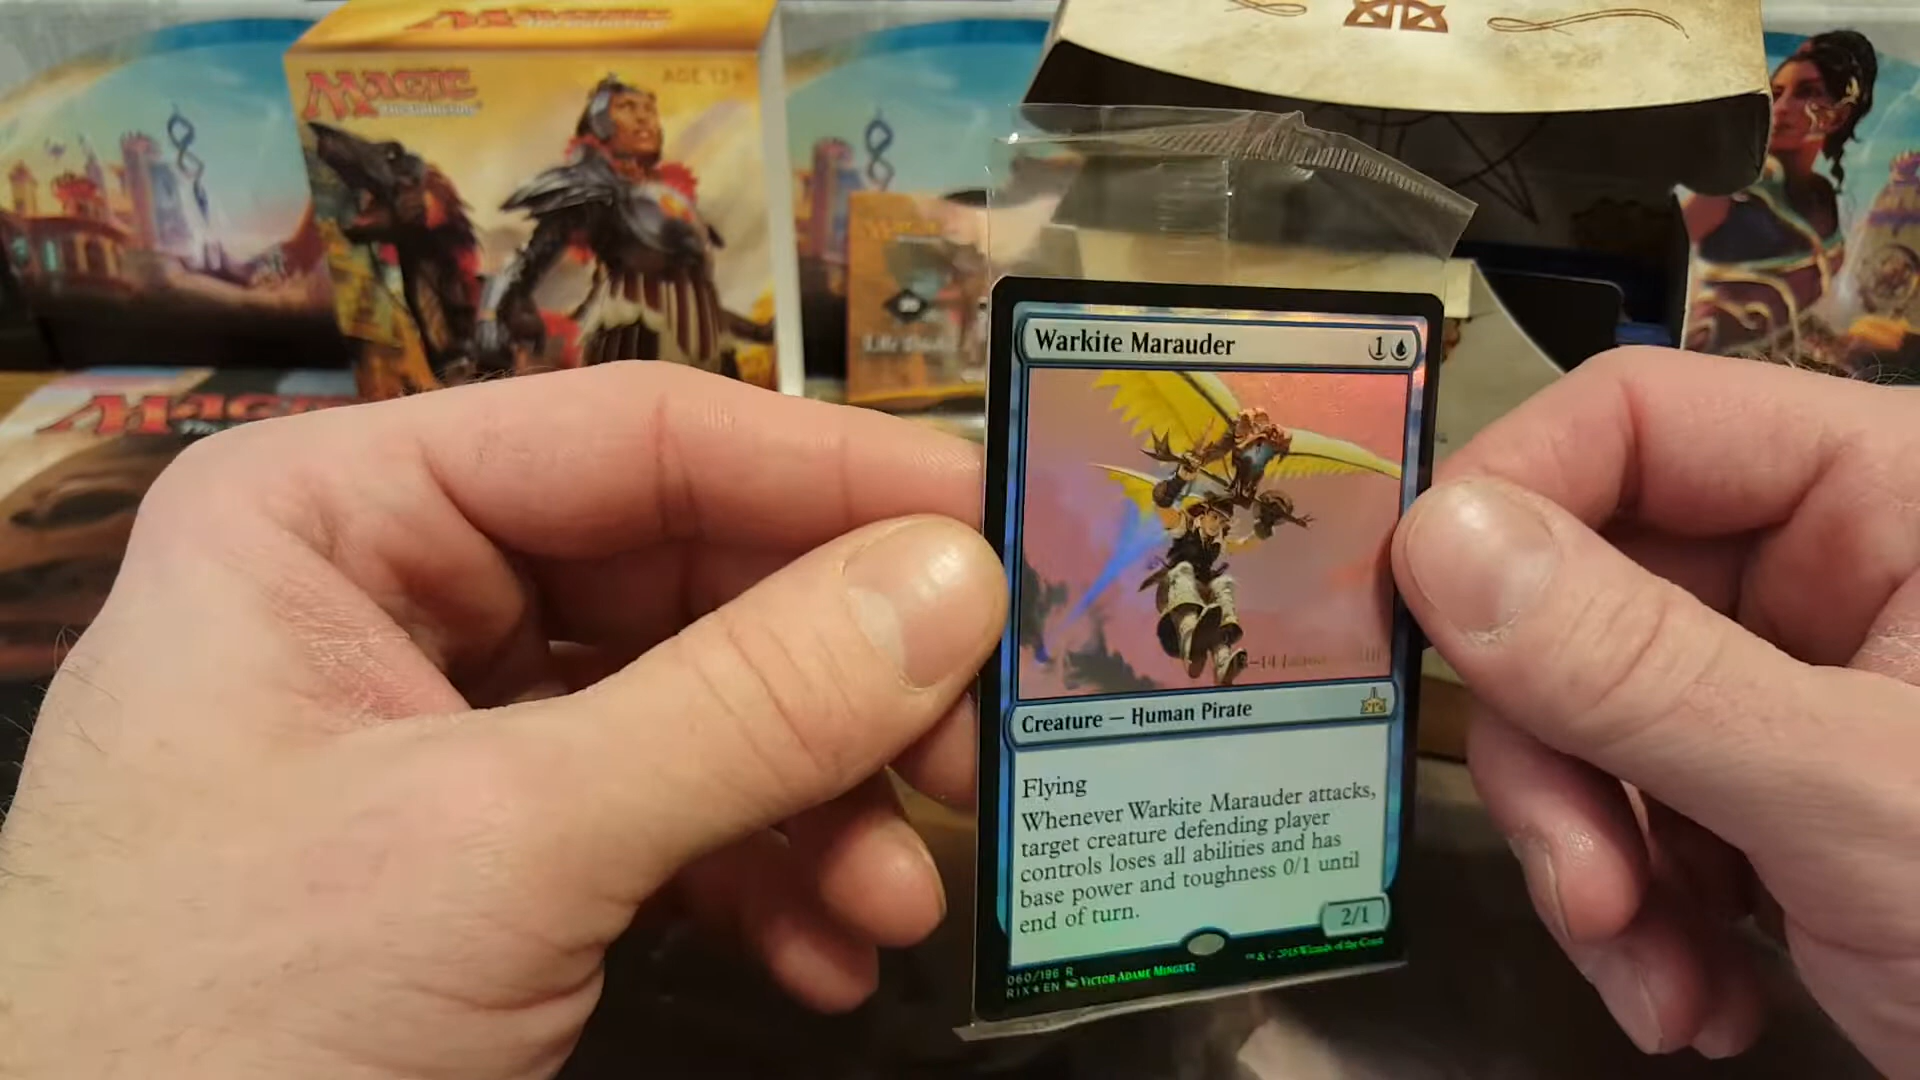 MAGIC
The Gathering
AGE 13+
MAGIC
Warkite Marauder
1
Creature — Human Pirate
Flying
Whenever Warkite Marauder attacks,
target creature defending player
controls loses all abilities and has
base power and toughness 0/1 until
end of turn.
2/1
060/196 R
RIX★EN VICTOR ADAME MINGUEZ
™ & © 2018 Wizards of the Coast